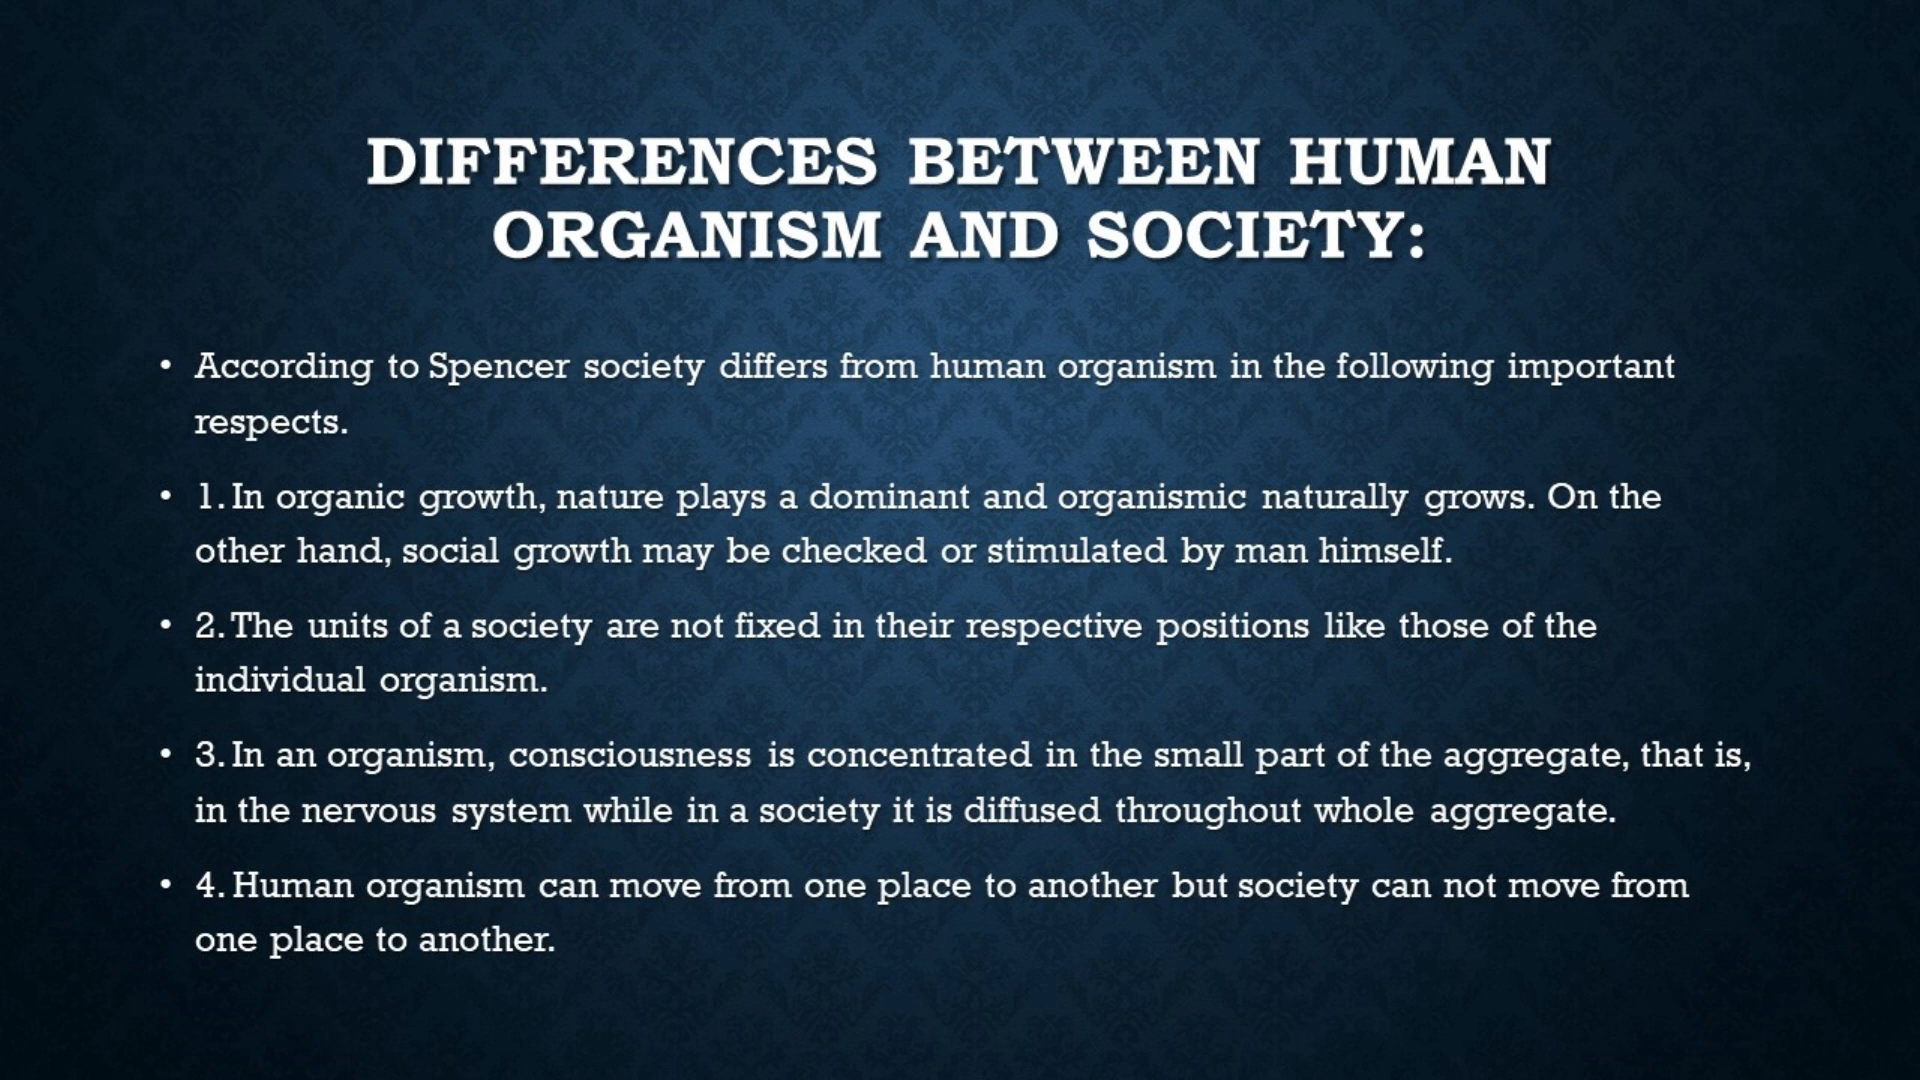 DIFFERENCES BETWEEN HUMAN
ORGANISM AND SOCIETY:
• According to Spencer society differs from human organism in the following important
respects.
• 1. In organic growth, nature plays a dominant and organismic naturally grows. On the
other hand, social growth may be checked or stimulated by man himself.
• 2. The units of a society are not fixed in their respective positions like those of the
individual organism.
• 3. In an organism, consciousness is concentrated in the small part of the aggregate, that is,
in the nervous system while in a society it is diffused throughout whole aggregate.
• 4. Human organism can move from one place to another but society can not move from
one place to another.